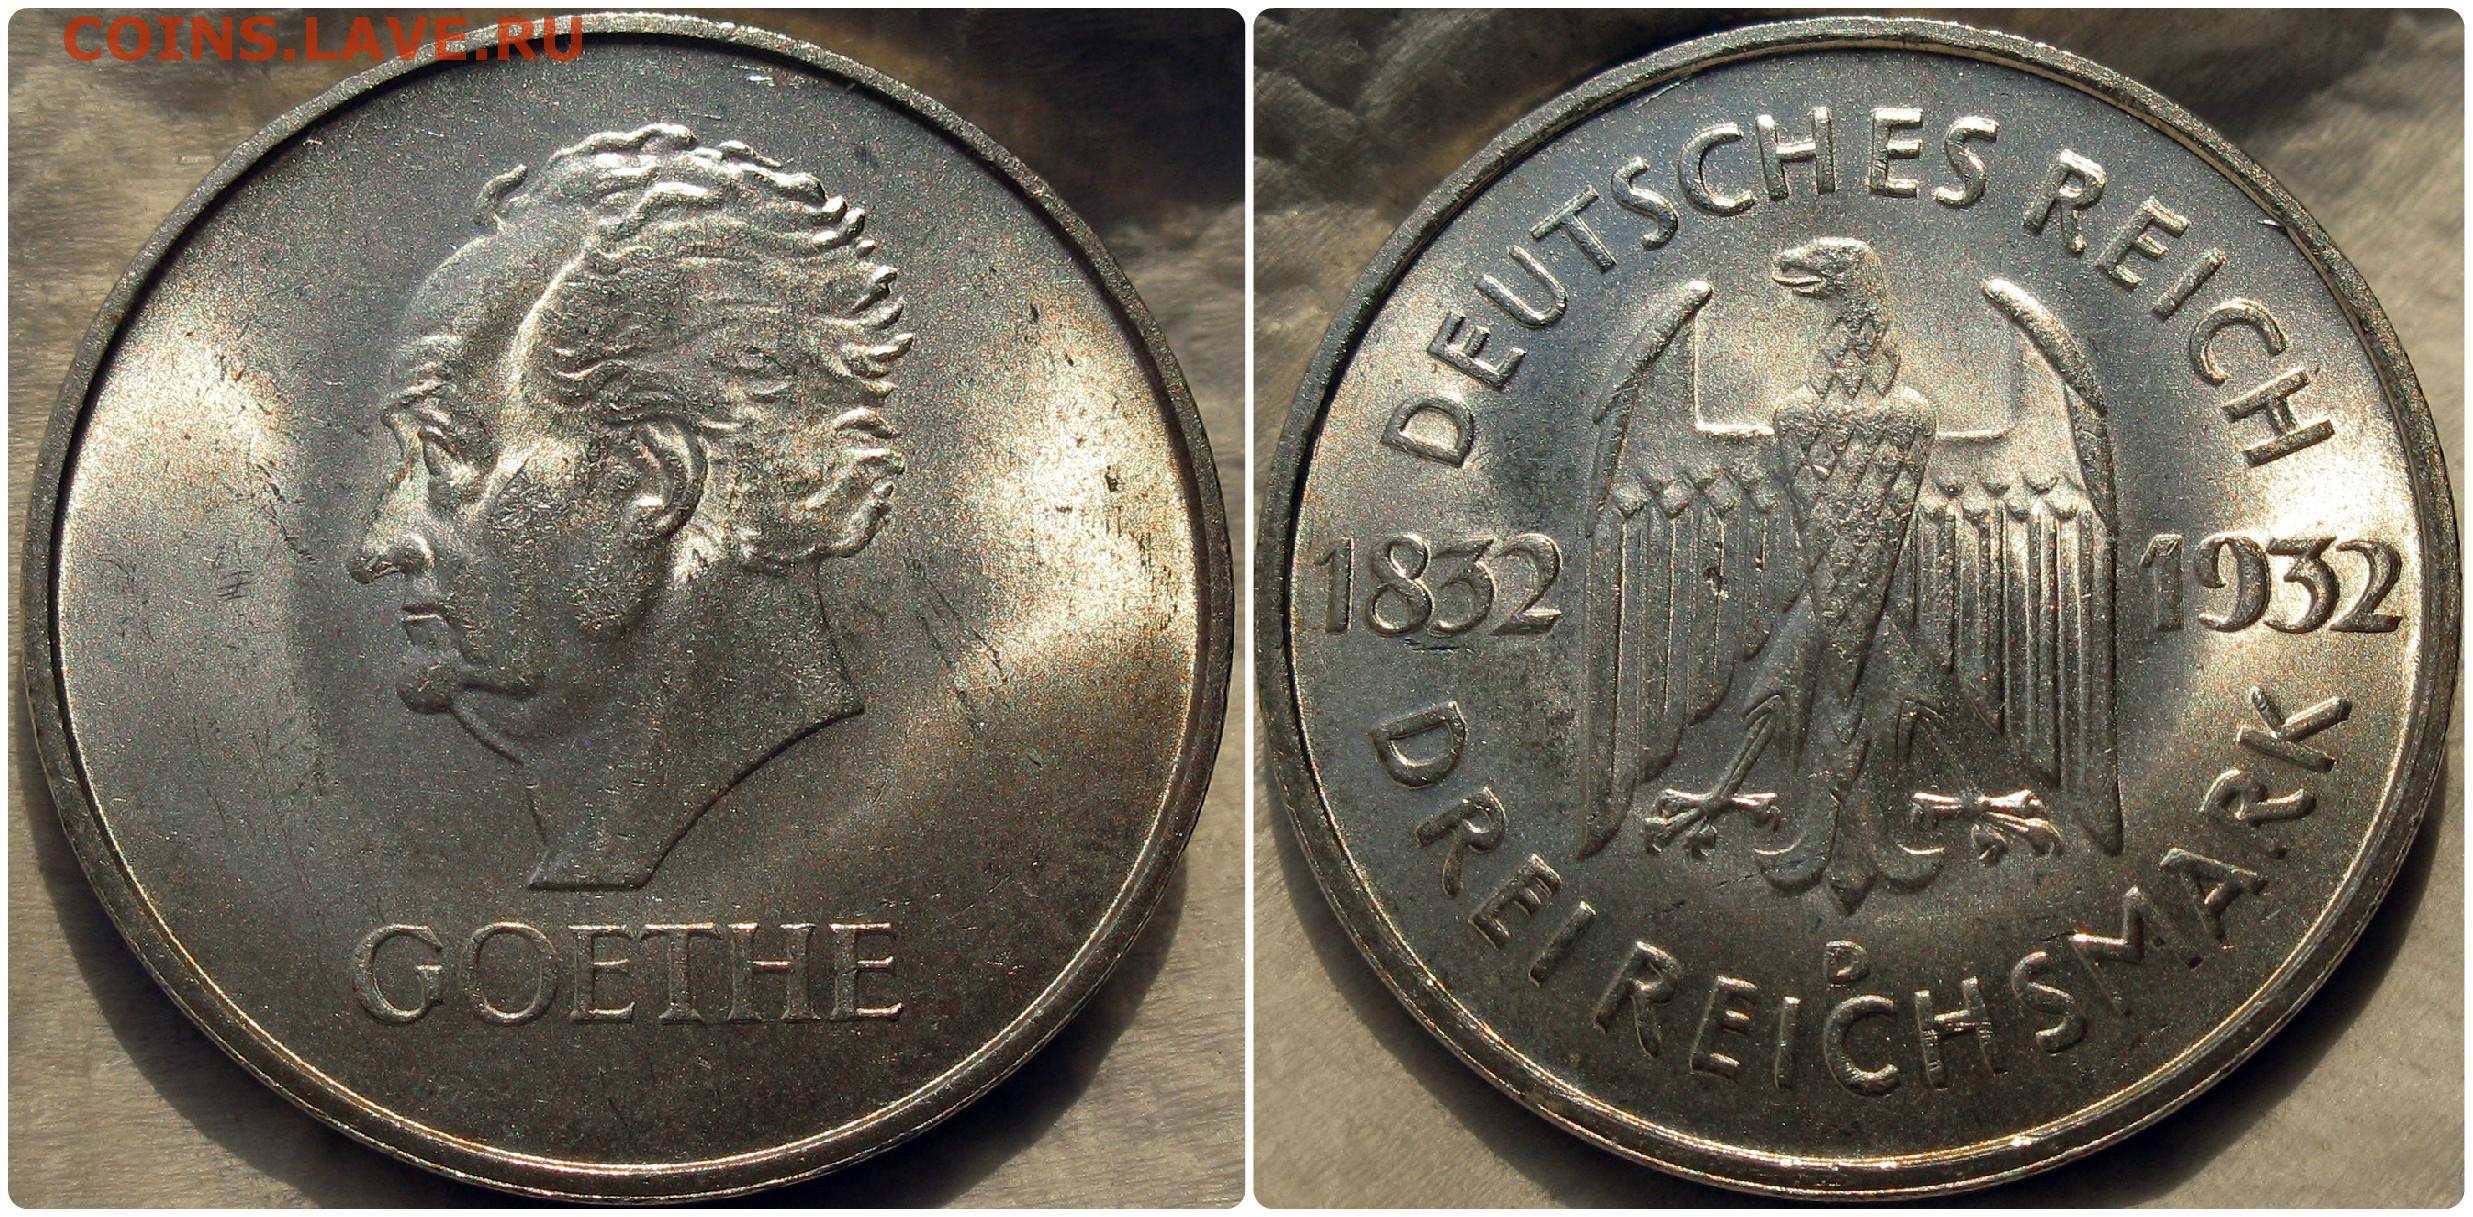 COINS.LAVE.RU
GOETHE
DEUTSCHES REICH
1832 1932
D
DREI REICHSMARK